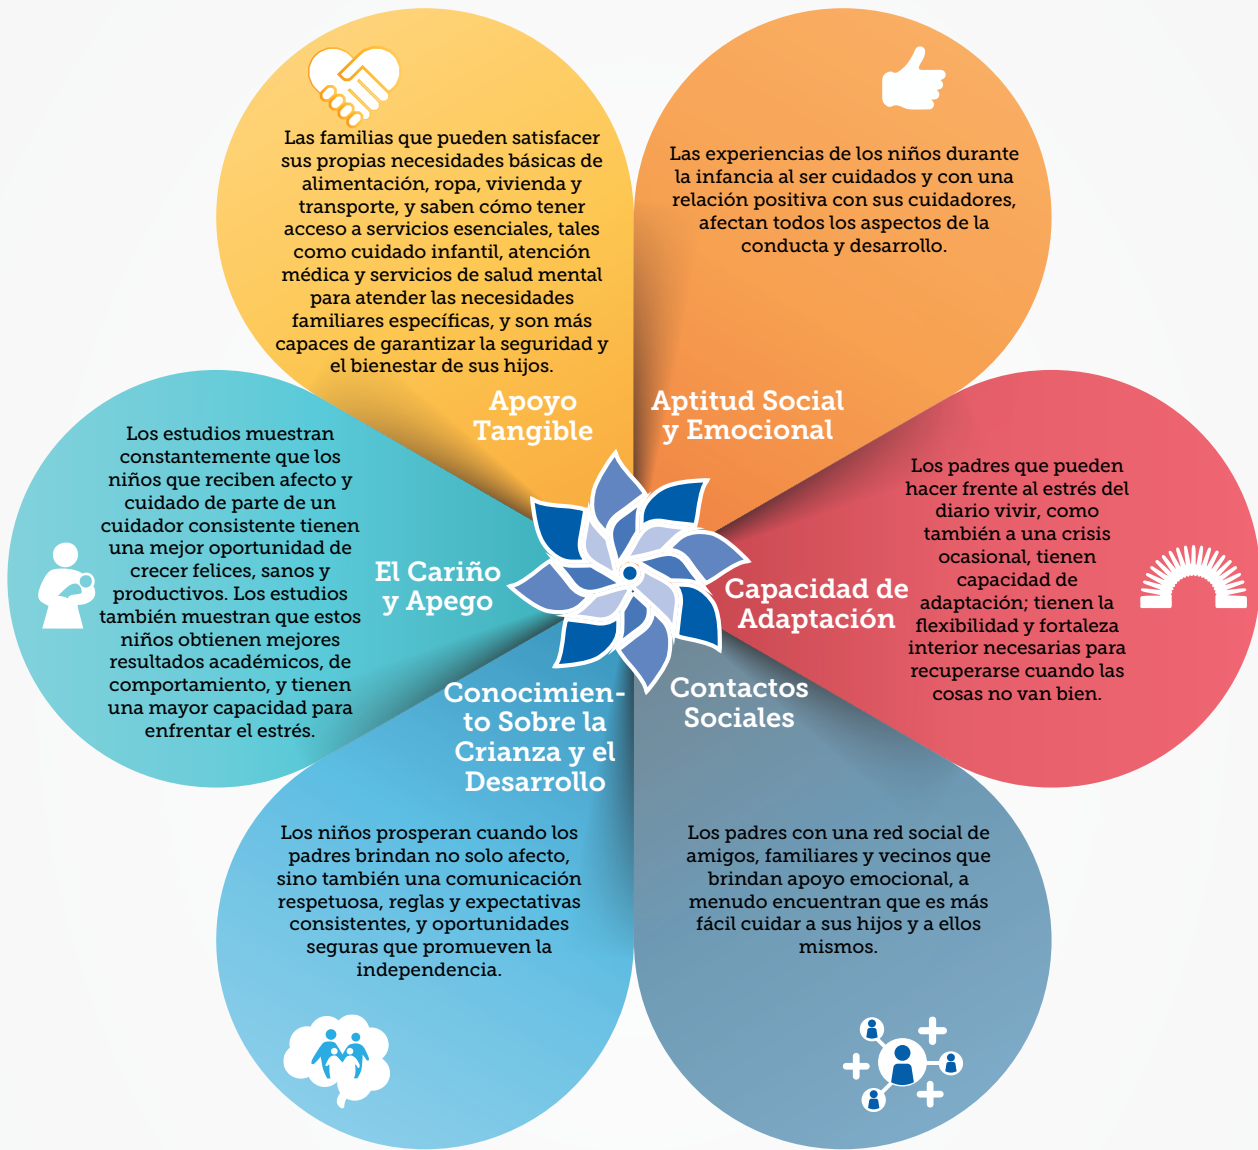 Las familias que pueden satisfacer
sus propias necesidades básicas de
alimentación, ropa, vivienda y
transporte, y saben cómo tener
acceso a servicios esenciales, tales
como cuidado infantil, atención
médica y servicios de salud mental
para atender las necesidades
familiares específicas, y son más
capaces de garantizar la seguridad y
el bienestar de sus hijos.
Apoyo
Tangible
Las experiencias de los niños durante
la infancia al ser cuidados y con una
relación positiva con sus cuidadores,
afectan todos los aspectos de la
conducta y desarrollo.
Aptitud Social
y Emocional
Los estudios muestran
constantemente que los
niños que reciben afecto y
cuidado de parte de un
cuidador consistente tienen
una mejor oportunidad de
crecer felices, sanos y
productivos. Los estudios
también muestran que estos
niños obtienen mejores
resultados académicos, de
comportamiento, y tienen
una mayor capacidad para
enfrentar el estrés.
El Cariño
y Apego
Capacidad de
Adaptación
Los padres que pueden
hacer frente al estrés del
diario vivir, como
también a una crisis
ocasional, tienen
capacidad de
adaptación; tienen la
flexibilidad y fortaleza
interior necesarias para
recuperarse cuando las
cosas no van bien.
Conocimien-
to Sobre la
Crianza y el
Desarrollo
Los niños prosperan cuando los
padres brindan no solo afecto,
sino también una comunicación
respetuosa, reglas y expectativas
consistentes, y oportunidades
seguras que promueven la
independencia.
Contactos
Sociales
Los padres con una red social de
amigos, familiares y vecinos que
brindan apoyo emocional, a
menudo encuentran que es más
fácil cuidar a sus hijos y a ellos
mismos.